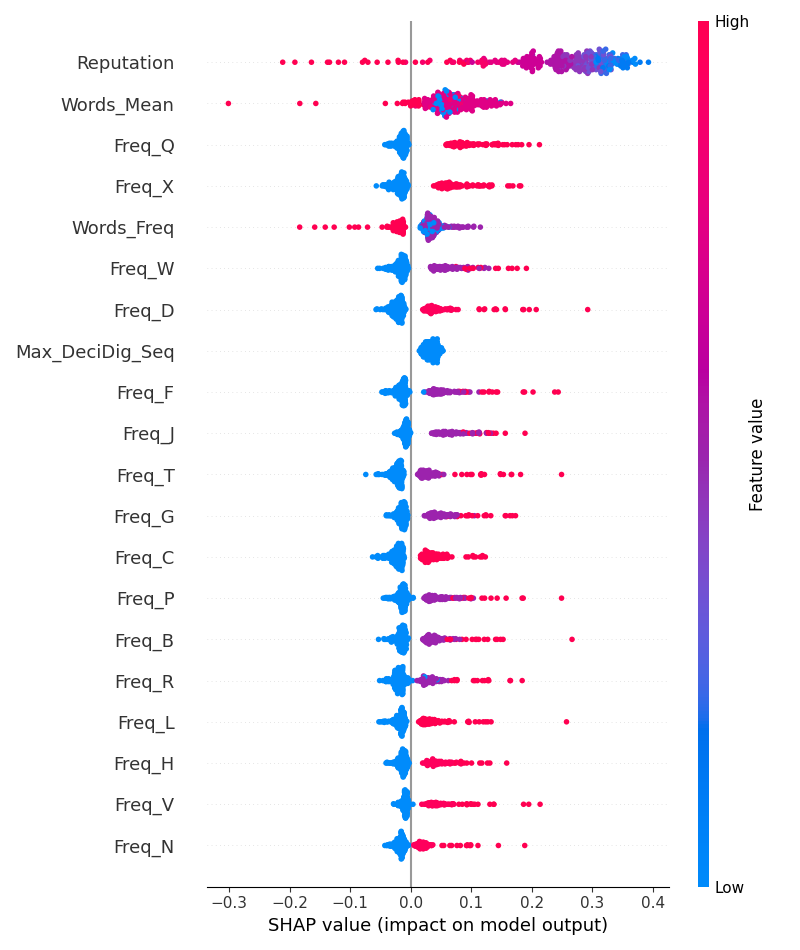 High
Reputation
Words_Mean
Freq_Q
Freq_X
Words_Freq
Freq_W
Freq_D
Max_DeciDig_Seq
Freq_F
Freq_J
Freq_T
Freq_G
Freq_C
Freq_P
Freq_B
Freq_R
Freq_L
Freq_H
Freq_V
Freq_N
Feature value
Low
−0.3 −0.2 −0.1 0.0 0.1 0.2 0.3 0.4
SHAP value (impact on model output)